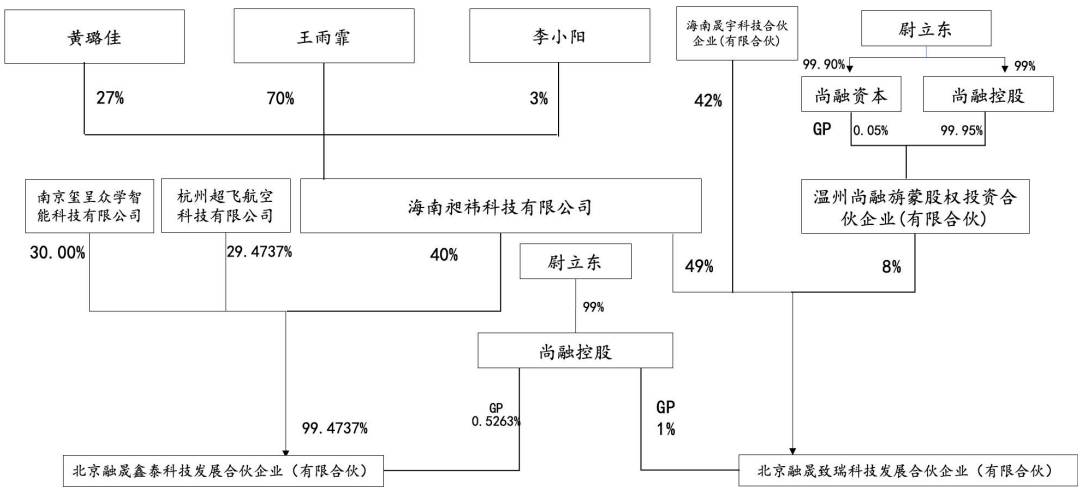 黄璐佳
王雨霏
李小阳
海南晟宇科技合伙
企业(有限合伙)
尉立东
99.90%
99%
27%
70%
3%
42%
尚融资本
尚融控股
GP
0.05%
99.95%
南京玺呈众学智
能科技有限公司
杭州超飞航空
科技有限公司
海南昶祎科技有限公司
温州尚融旃蒙股权投资合
伙企业(有限合伙)
30.00%
29.4737%
40%
尉立东
49%
8%
99%
尚融控股
GP
0.5263%
GP
1%
99.4737%
北京融晟鑫泰科技发展合伙企业（有限合伙）
北京融晟致瑞科技发展合伙企业（有限合伙）